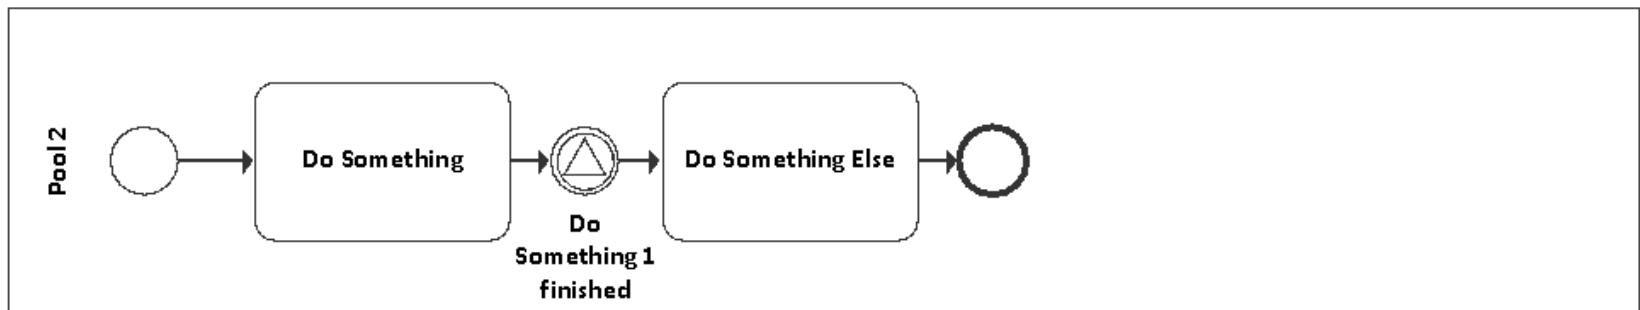 Pool 2
Do Something
Do
Something 1
finished
Do Something Else